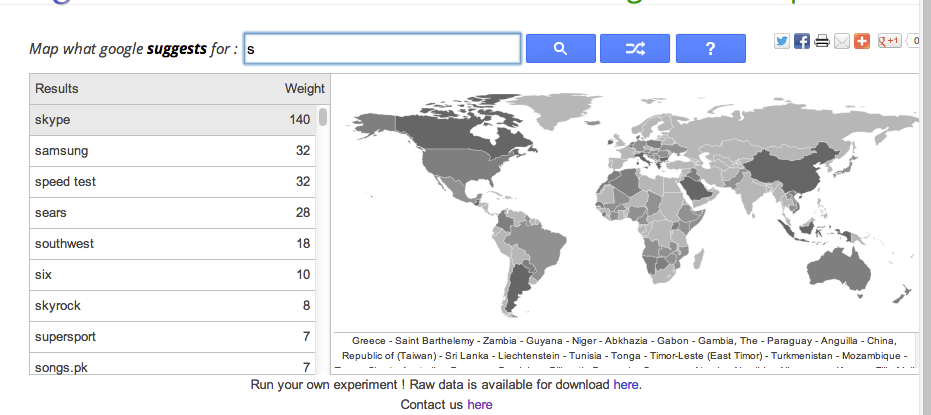 Map what google suggests for : s
?
+1 0
Results Weight
skype 140
samsung 32
speed test 32
sears 28
southwest 18
six 10
skyrock 8
supersport 7
songs.pk 7
Greece - Saint Barthelemy - Zambia - Guyana - Niger - Abkhazia - Gabon - Gambia, The - Paraguay - Anguilla - China,
Republic of (Taiwan) - Sri Lanka - Liechtenstein - Tunisia - Tonga - Timor-Leste (East Timor) - Turkmenistan - Mozambique -
Run your own experiment ! Raw data is available for download here.
Contact us here